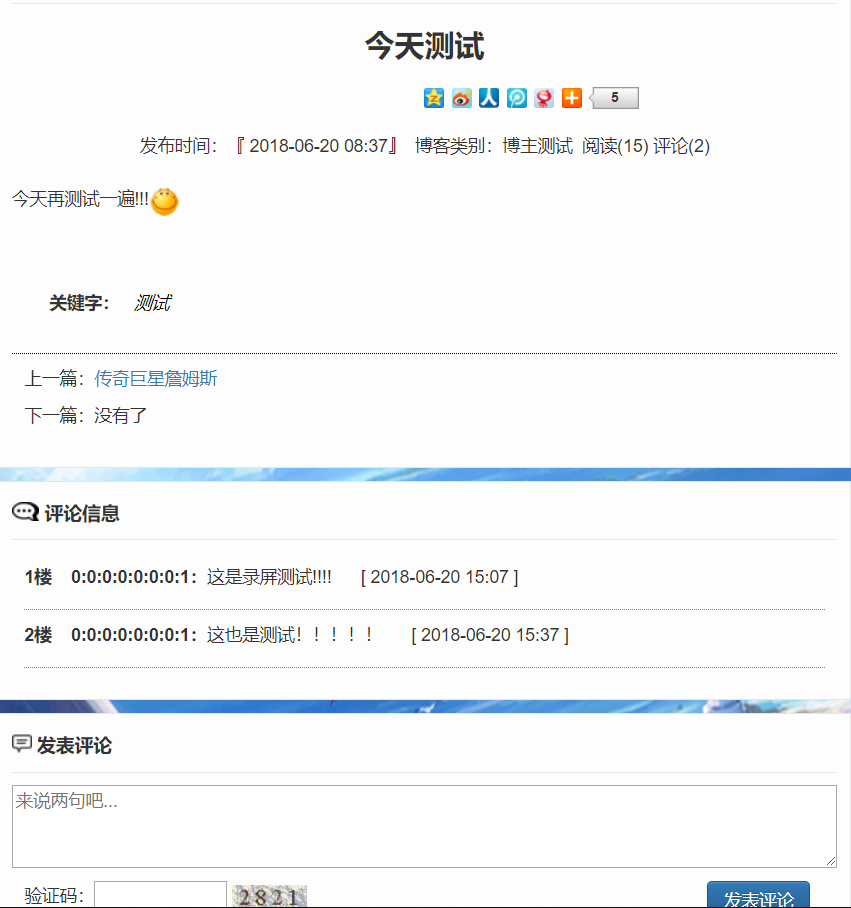 今天测试
5
发布时间：『 2018-06-20 08:37』 博客类别：博主测试 阅读(15) 评论(2)
今天再测试一遍!!!
关键字： 测试
上一篇：传奇巨星詹姆斯
下一篇：没有了
评论信息
1楼 0:0:0:0:0:0:0:1：这是录屏测试!!!! [ 2018-06-20 15:07 ]
2楼 0:0:0:0:0:0:0:1：这也是测试！！！！！ [ 2018-06-20 15:37 ]
发表评论
来说两句吧...
验证码： 2821 发表评论